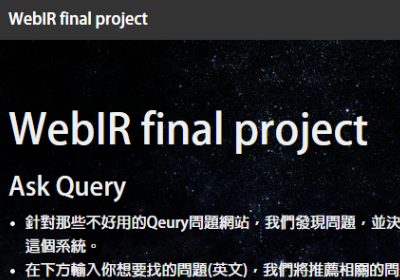 WebIR final project
WebIR final project
Ask Query
• 針對那些不好用的Qeury問題網站，我們發現問題，並決
這個系統。
• 在下方輸入你想要找的問題(英文)，我們將推薦相關的問